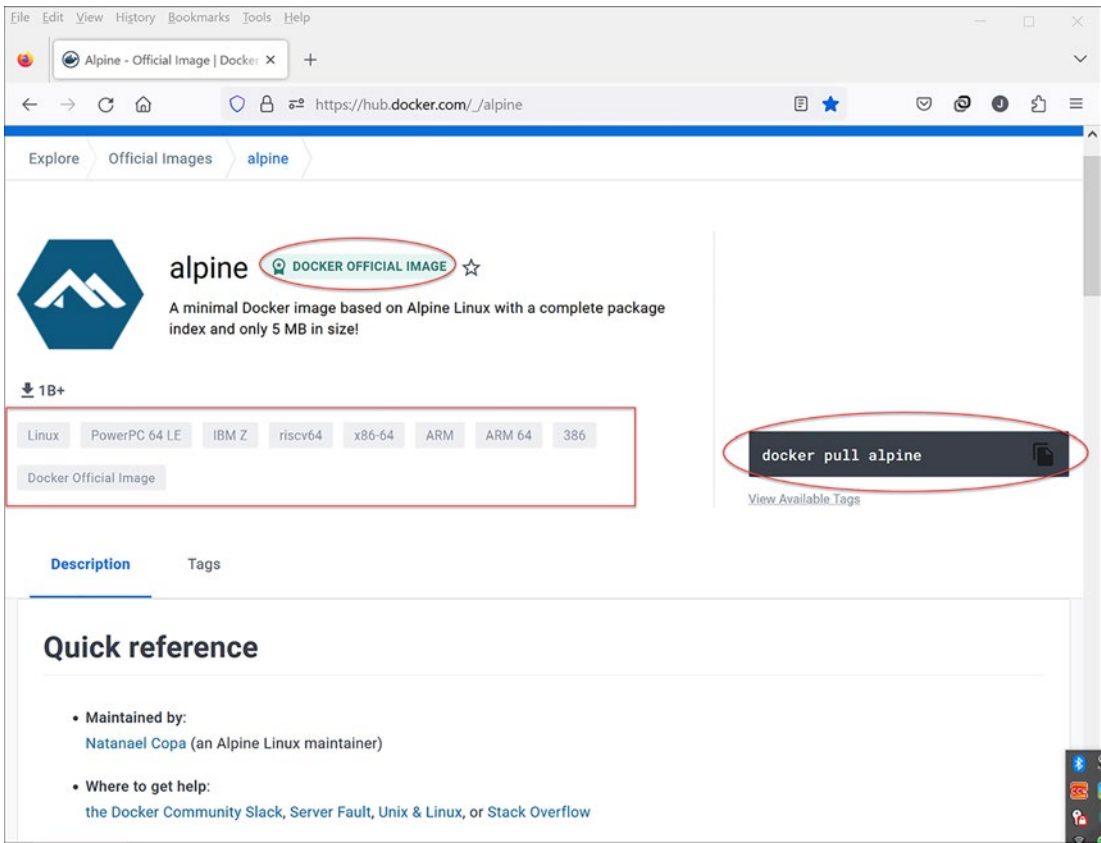 File Edit View History Bookmarks Tools Help
Alpine - Official Image | Docker
https://hub.docker.com/_/alpine
J
Explore Official Images alpine
alpine DOCKER OFFICIAL IMAGE
A minimal Docker image based on Alpine Linux with a complete package
index and only 5 MB in size!
1B+
Linux PowerPC 64 LE IBM Z riscv64 x86-64 ARM ARM 64 386
Docker Official Image
docker pull alpine
View Available Tags
Description Tags
Quick reference
• Maintained by:
Natanael Copa (an Alpine Linux maintainer)
• Where to get help:
the Docker Community Slack, Server Fault, Unix & Linux, or Stack Overflow